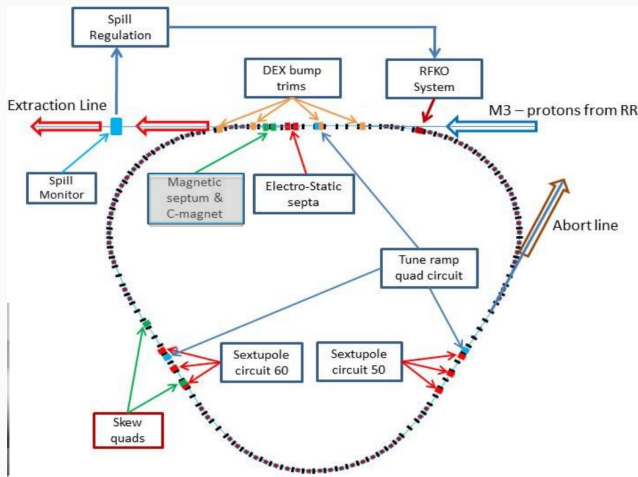 Spill
Regulation
DEX bump
trims
RFKO
System
Extraction Line
M3 – protons from RR
Spill
Monitor
Magnetic
septum &
C-magnet
Electro-Static
septa
Abort line
Tune ramp
quad circuit
Sextupole
circuit 60
Sextupole
circuit 50
Skew
quads